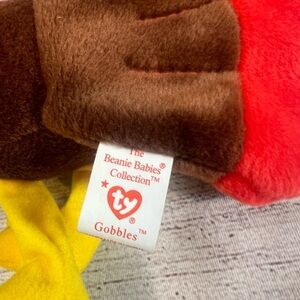 The
Beanie Babies®
Collection™
ty
®
Gobbles™